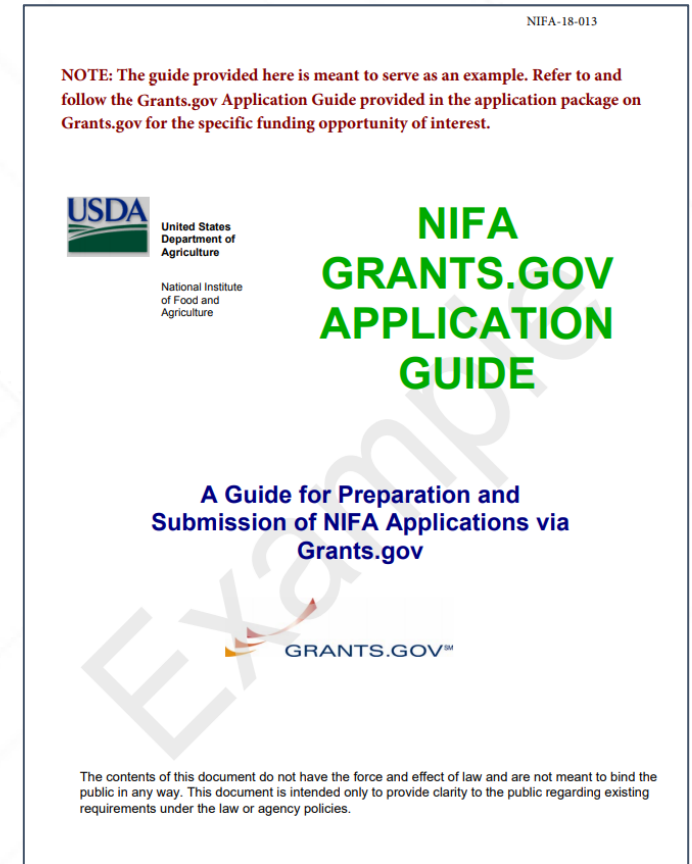 NIFA-18-013
NOTE: The guide provided here is meant to serve as an example. Refer to and
follow the Grants.gov Application Guide provided in the application package on
Grants.gov for the specific funding opportunity of interest.
USDA
United States
Department of
Agriculture
National Institute
of Food and
Agriculture
NIFA
GRANTS.GOV
APPLICATION
GUIDE
Example
A Guide for Preparation and
Submission of NIFA Applications via
Grants.gov
GRANTS.GOV℠
The contents of this document do not have the force and effect of law and are not meant to bind the
public in any way. This document is intended only to provide clarity to the public regarding existing
requirements under the law or agency policies.